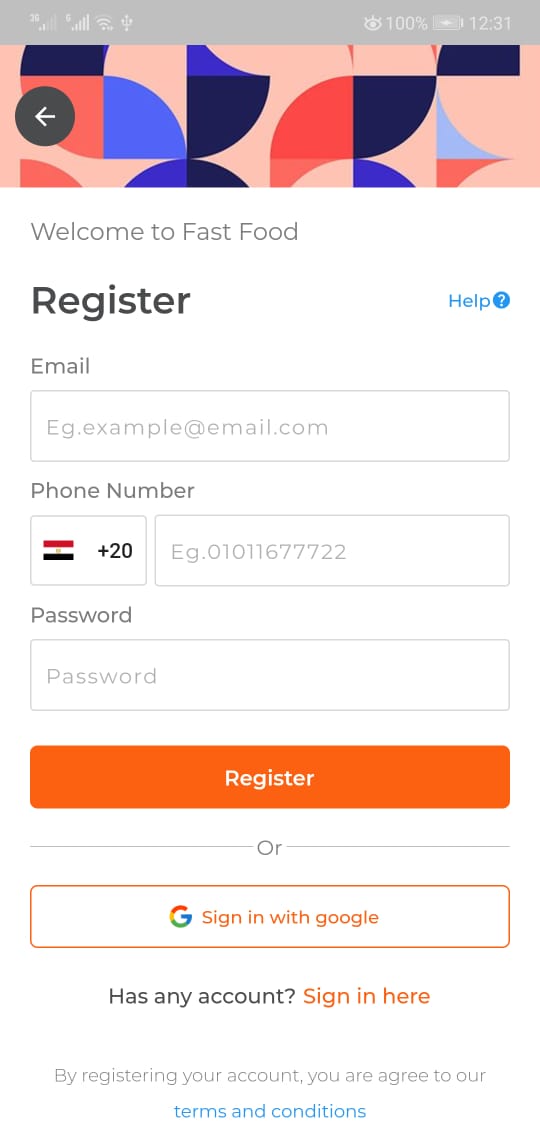 3G 6 100% 12:31
Welcome to Fast Food
Register
Help?
Email
Eg.example@email.com
Phone Number
+20 Eg.01011677722
Password
Password
Register
Or
Sign in with google
Has any account? Sign in here
By registering your account, you are agree to our
terms and conditions